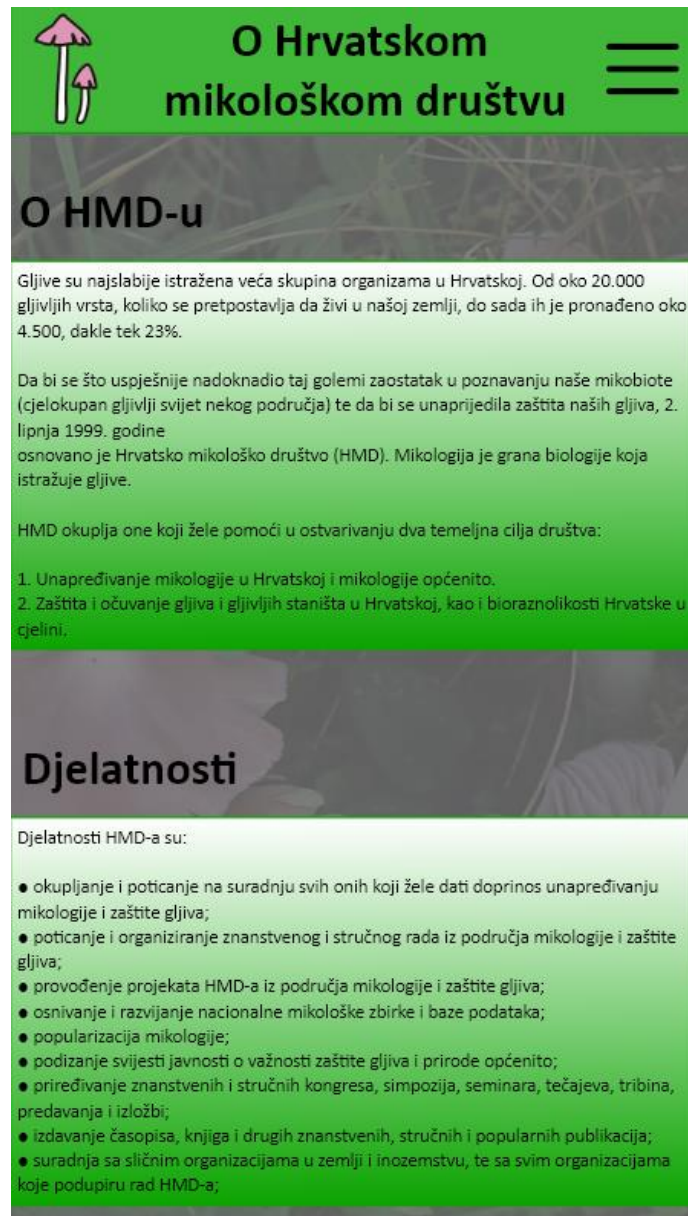 O Hrvatskom
mikološkom društvu
O HMD-u
Gljive su najslabije istražena veća skupina organizama u Hrvatskoj. Od oko 20.000
gljivljih vrsta, koliko se pretpostavlja da živi u našoj zemlji, do sada ih je pronađeno oko
4.500, dakle tek 23%.
Da bi se što uspješnije nadoknadio taj golemi zaostatak u poznavanju naše mikobiote
(cjelokupan gljivlji svijet nekog područja) te da bi se unaprijedila zaštita naših gljiva, 2.
lipnja 1999. godine
osnovano je Hrvatsko mikološko društvo (HMD). Mikologija je grana biologije koja
istražuje gljive.
HMD okuplja one koji žele pomoći u ostvarivanju dva temeljna cilja društva:
1. Unapređivanje mikologije u Hrvatskoj i mikologije općenito.
2. Zaštita i očuvanje gljiva i gljivljih staništa u Hrvatskoj, kao i bioraznolikosti Hrvatske u
cjelini.
Djelatnosti
Djelatnosti HMD-a su:
● okupljanje i poticanje na suradnju svih onih koji žele dati doprinos unapređivanju
mikologije i zaštite gljiva;
● poticanje i organiziranje znanstvenog i stručnog rada iz područja mikologije i zaštite
gljiva;
● provođenje projekata HMD-a iz područja mikologije i zaštite gljiva;
● osnivanje i razvijanje nacionalne mikološke zbirke i baze podataka;
● popularizacija mikologije;
● podizanje svijesti javnosti o važnosti zaštite gljiva i prirode općenito;
● priređivanje znanstvenih i stručnih kongresa, simpozija, seminara, tečajeva, tribina,
predavanja i izložbi;
● izdavanje časopisa, knjiga i drugih znanstvenih, stručnih i popularnih publikacija;
● suradnja sa sličnim organizacijama u zemlji i inozemstvu, te sa svim organizacijama
koje podupiru rad HMD-a;